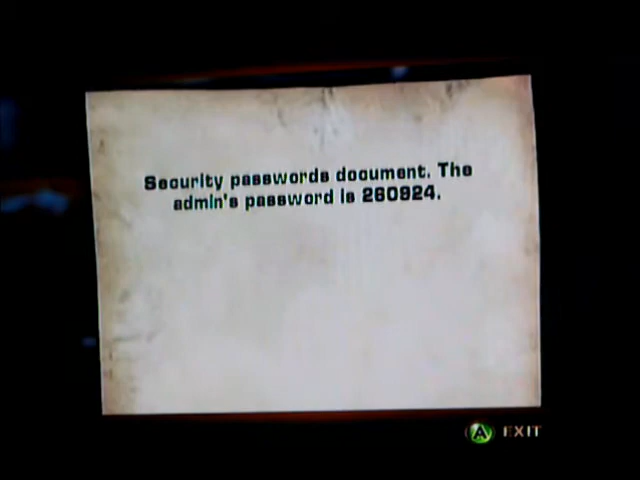 Security passwords document. The
admin's password is 260924.
A EXIT